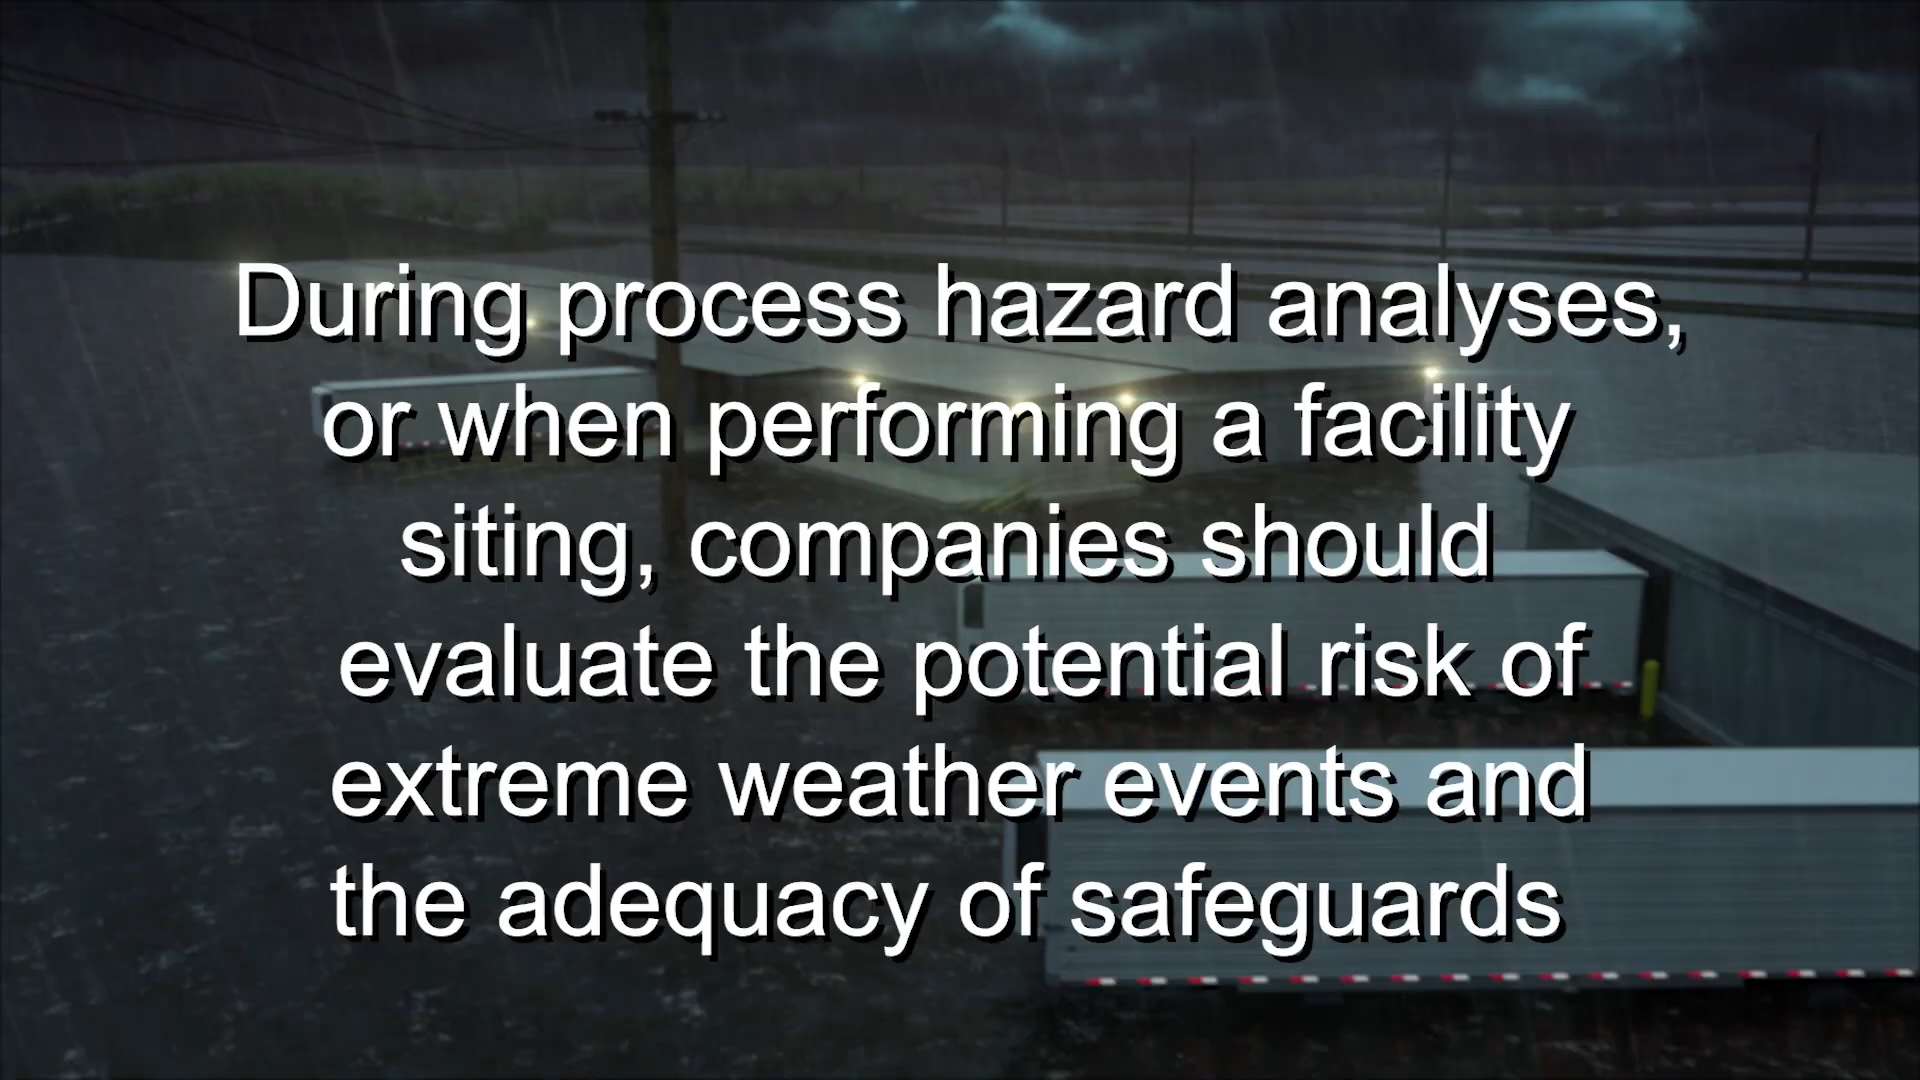 During process hazard analyses,
or when performing a facility
siting, companies should
evaluate the potential risk of
extreme weather events and
the adequacy of safeguards